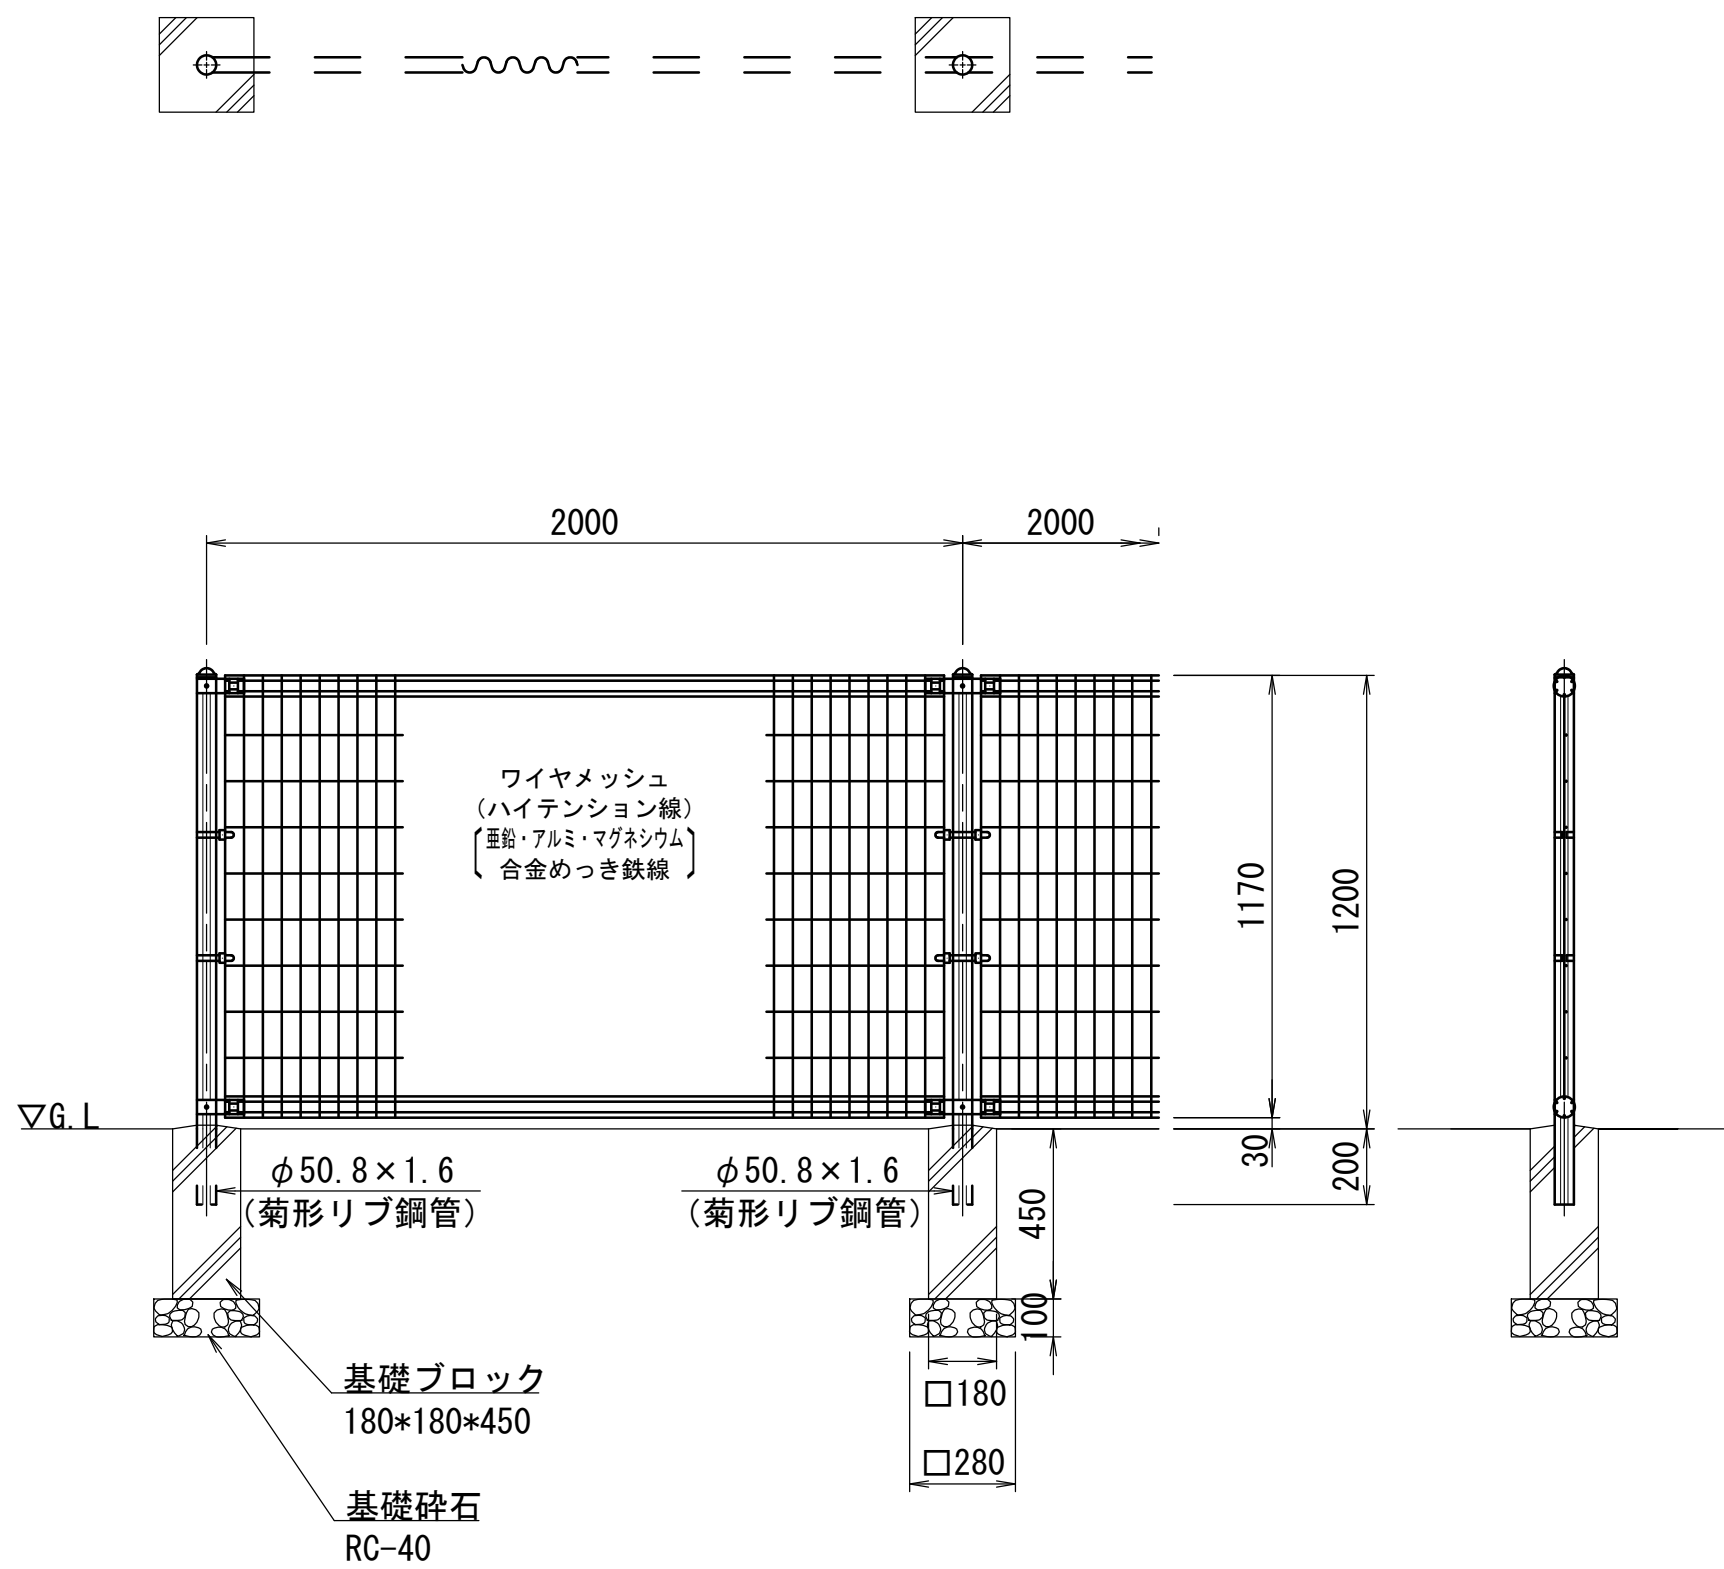 2000
2000
ワイヤメッシュ
(ハイテンション線)
亜鉛・アルミ・マグネシウム
合金めっき鉄線
1170
1200
▽G.L
30
200
φ50.8×1.6
(菊形リブ鋼管)
φ50.8×1.6
(菊形リブ鋼管)
450
100
基礎ブロック
180*180*450
□180
□280
基礎砕石
RC-40